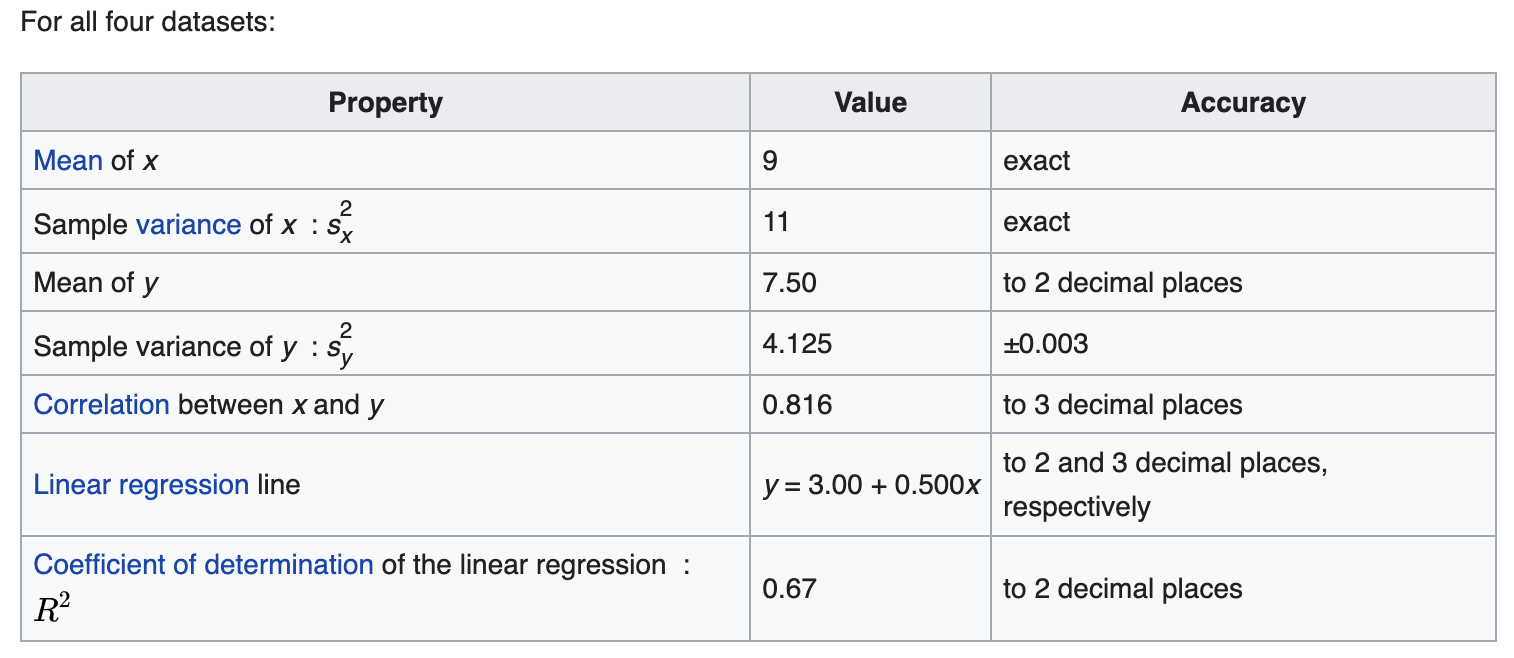 For all four datasets:
Property Value Accuracy
Mean of x 9 exact
Sample variance of x : s²ₓ 11 exact
Mean of y 7.50 to 2 decimal places
Sample variance of y : s²_y 4.125 ±0.003
Correlation between x and y 0.816 to 3 decimal places
Linear regression line y = 3.00 + 0.500x to 2 and 3 decimal places,
respectively
Coefficient of determination of the linear regression :
R² 0.67 to 2 decimal places